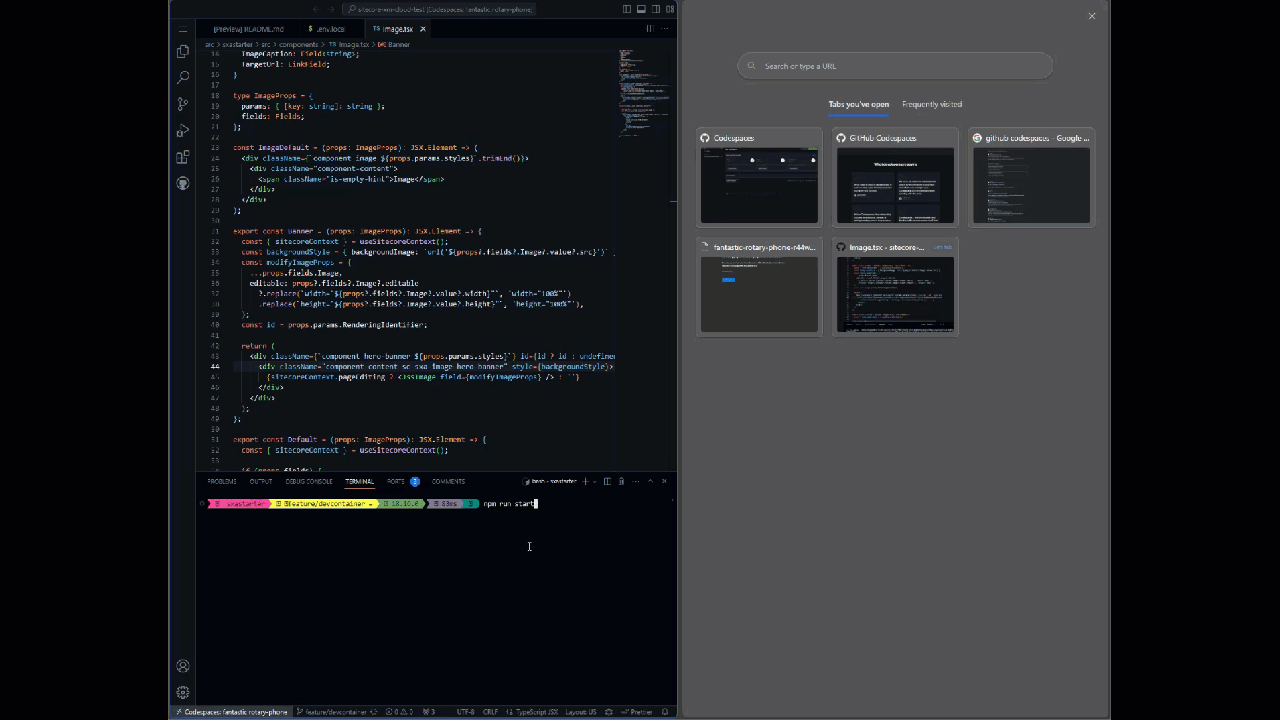 sitecore-xm-cloud-test [Codespaces: fantastic rotary-phone]
[Preview] README.md
.env.local
Image.tsx
src > sxastarter > src > components > Image.tsx > Banner
14 ImageCaption: Field<string>;
15 TargetUrl: LinkField;
16 }
17
18 type ImageProps = {
19 params: { [key: string]: string };
20 fields: Fields;
21 };
22
23 const ImageDefault = (props: ImageProps): JSX.Element => (
24 <div className={`component image ${props.params.styles}`.trimEnd()}>
25 <div className="component-content">
26 <span className="is-empty-hint">Image</span>
27 </div>
28 </div>
29 );
30
31 export const Banner = (props: ImageProps): JSX.Element => {
32 const { sitecoreContext } = useSitecoreContext();
33 const backgroundStyle = { backgroundImage: `url('${props?.fields?.Image?.value?.src}')`
34 const modifyImageProps = {
35 ...props.fields.Image,
36 editable: props?.fields?.Image?.editable
37 ?.replace(`width="${props?.fields?.Image?.value?.width}"`, `width="100%"`)
38 .replace(`height="${props?.fields?.Image?.value?.height}"`, `height="100%"`),
39 };
40 const id = props.params.RenderingIdentifier;
41
42 return (
43 <div className={`component hero-banner ${props.params.styles}`} id={id ? id : undefine
44 <div className="component-content sc-sxa-image-hero-banner" style={backgroundStyle}>
45 {sitecoreContext.pageEditing ? <JssImage field={modifyImageProps} /> : ''}
46 </div>
47 </div>
48 );
49 };
50
51 export const Default = (props: ImageProps): JSX.Element => {
52 const { sitecoreContext } = useSitecoreContext();
53
54 if (props.fields) {
PROBLEMS OUTPUT DEBUG CONSOLE TERMINAL PORTS 3 COMMENTS
bash - sxastarter
sxastarter feature/devcontainer 18.16.0 83ms npm run start
Codespaces: fantastic rotary-phone feature/devcontainer 0 0 3 UTF-8 CRLF TypeScript JSX Layout: US Prettier
Search or type a URL
Tabs you've open Frequently visited
Codespaces
GitHub Codespaces
github codespaces, - Google ...
fantastic-rotary-phone-r44w...
Image.tsx - sitecore-...